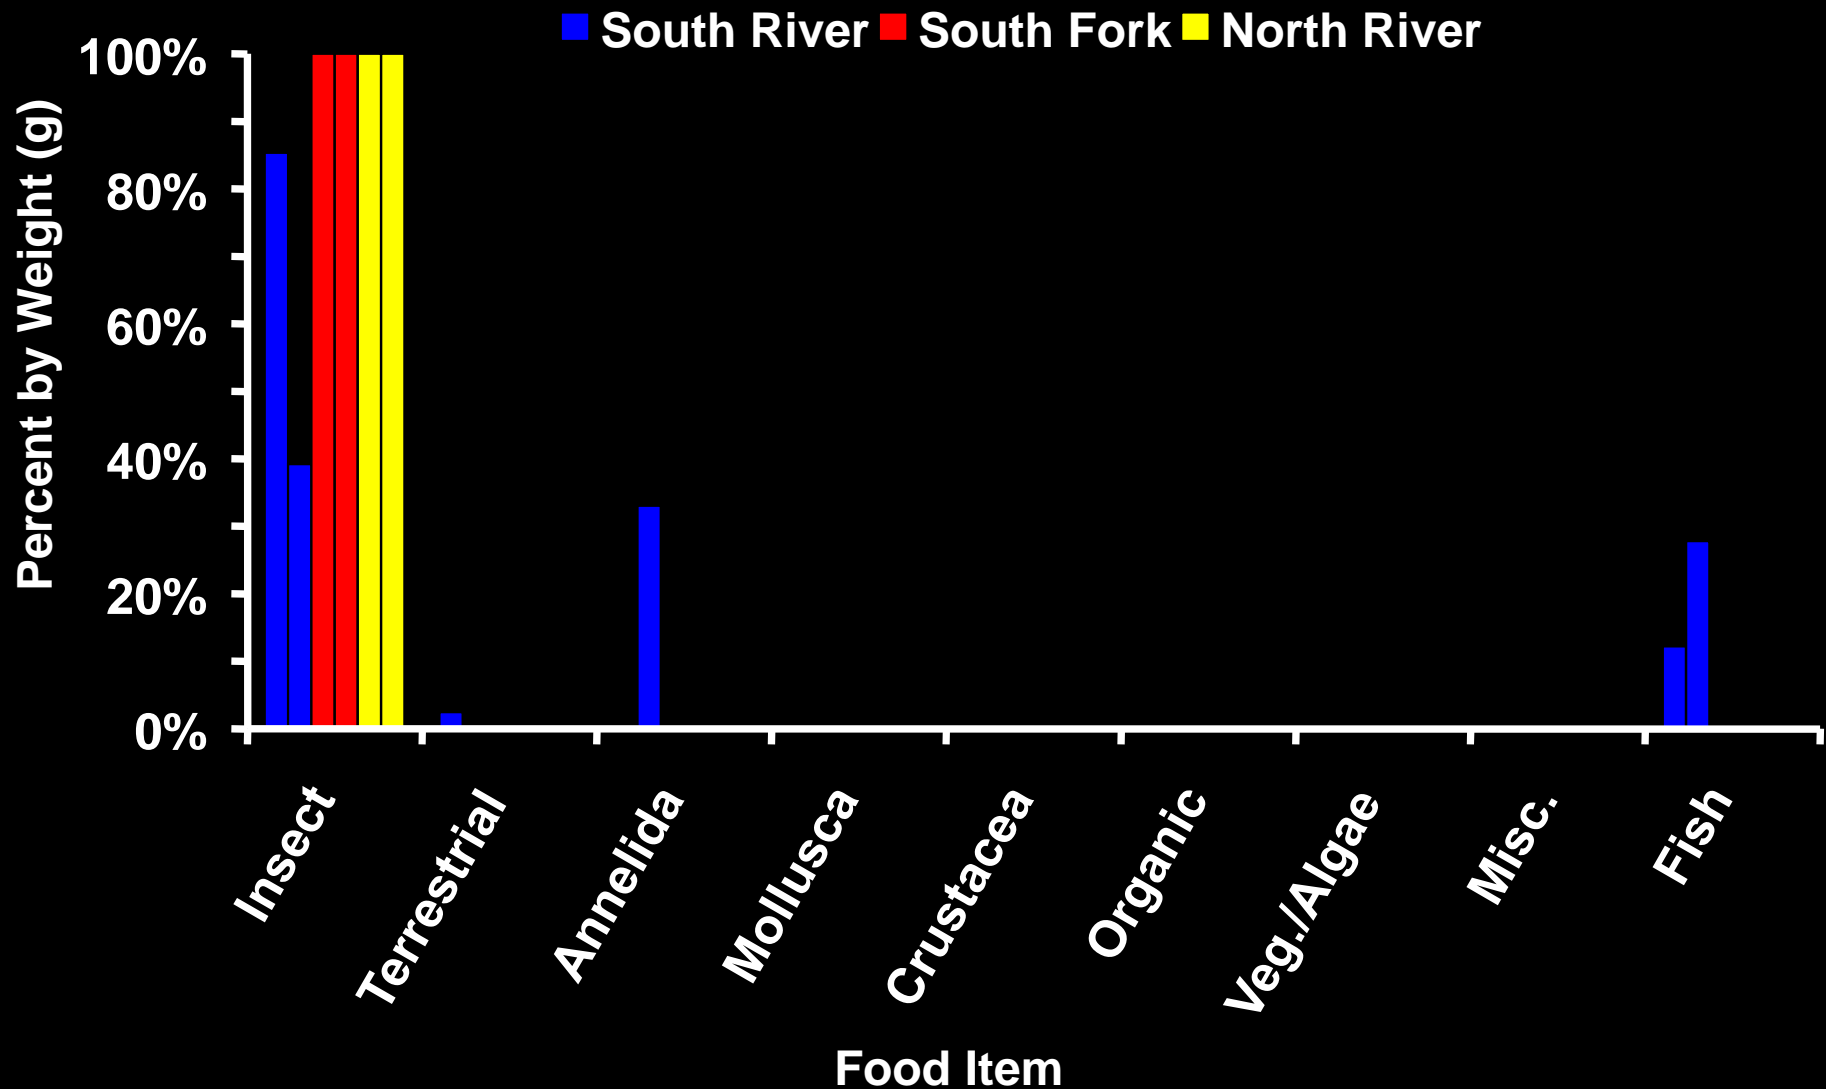 South River South Fork North River
100%
80%
60%
40%
20%
0%
Percent by Weight (g)
Insect
Terrestrial
Annelida
Mollusca
Crustacea
Organic
Veg./Algae
Misc.
Fish
Food Item